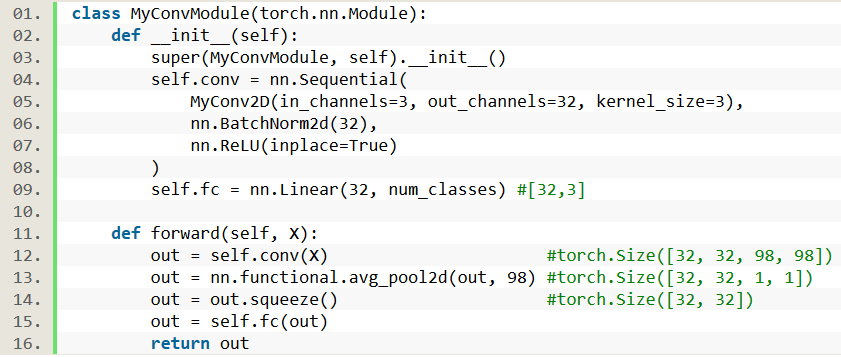 01. class MyConvModule(torch.nn.Module):
02.     def __init__(self):
03.         super(MyConvModule, self).__init__()
04.         self.conv = nn.Sequential(
05.             MyConv2D(in_channels=3, out_channels=32, kernel_size=3),
06.             nn.BatchNorm2d(32),
07.             nn.ReLU(inplace=True)
08.         )
09.         self.fc = nn.Linear(32, num_classes) #[32,3]
10.
11.     def forward(self, X):
12.         out = self.conv(X)                      #torch.Size([32, 32, 98, 98])
13.         out = nn.functional.avg_pool2d(out, 98) #torch.Size([32, 32, 1, 1])
14.         out = out.squeeze()                     #torch.Size([32, 32])
15.         out = self.fc(out)
16.         return out